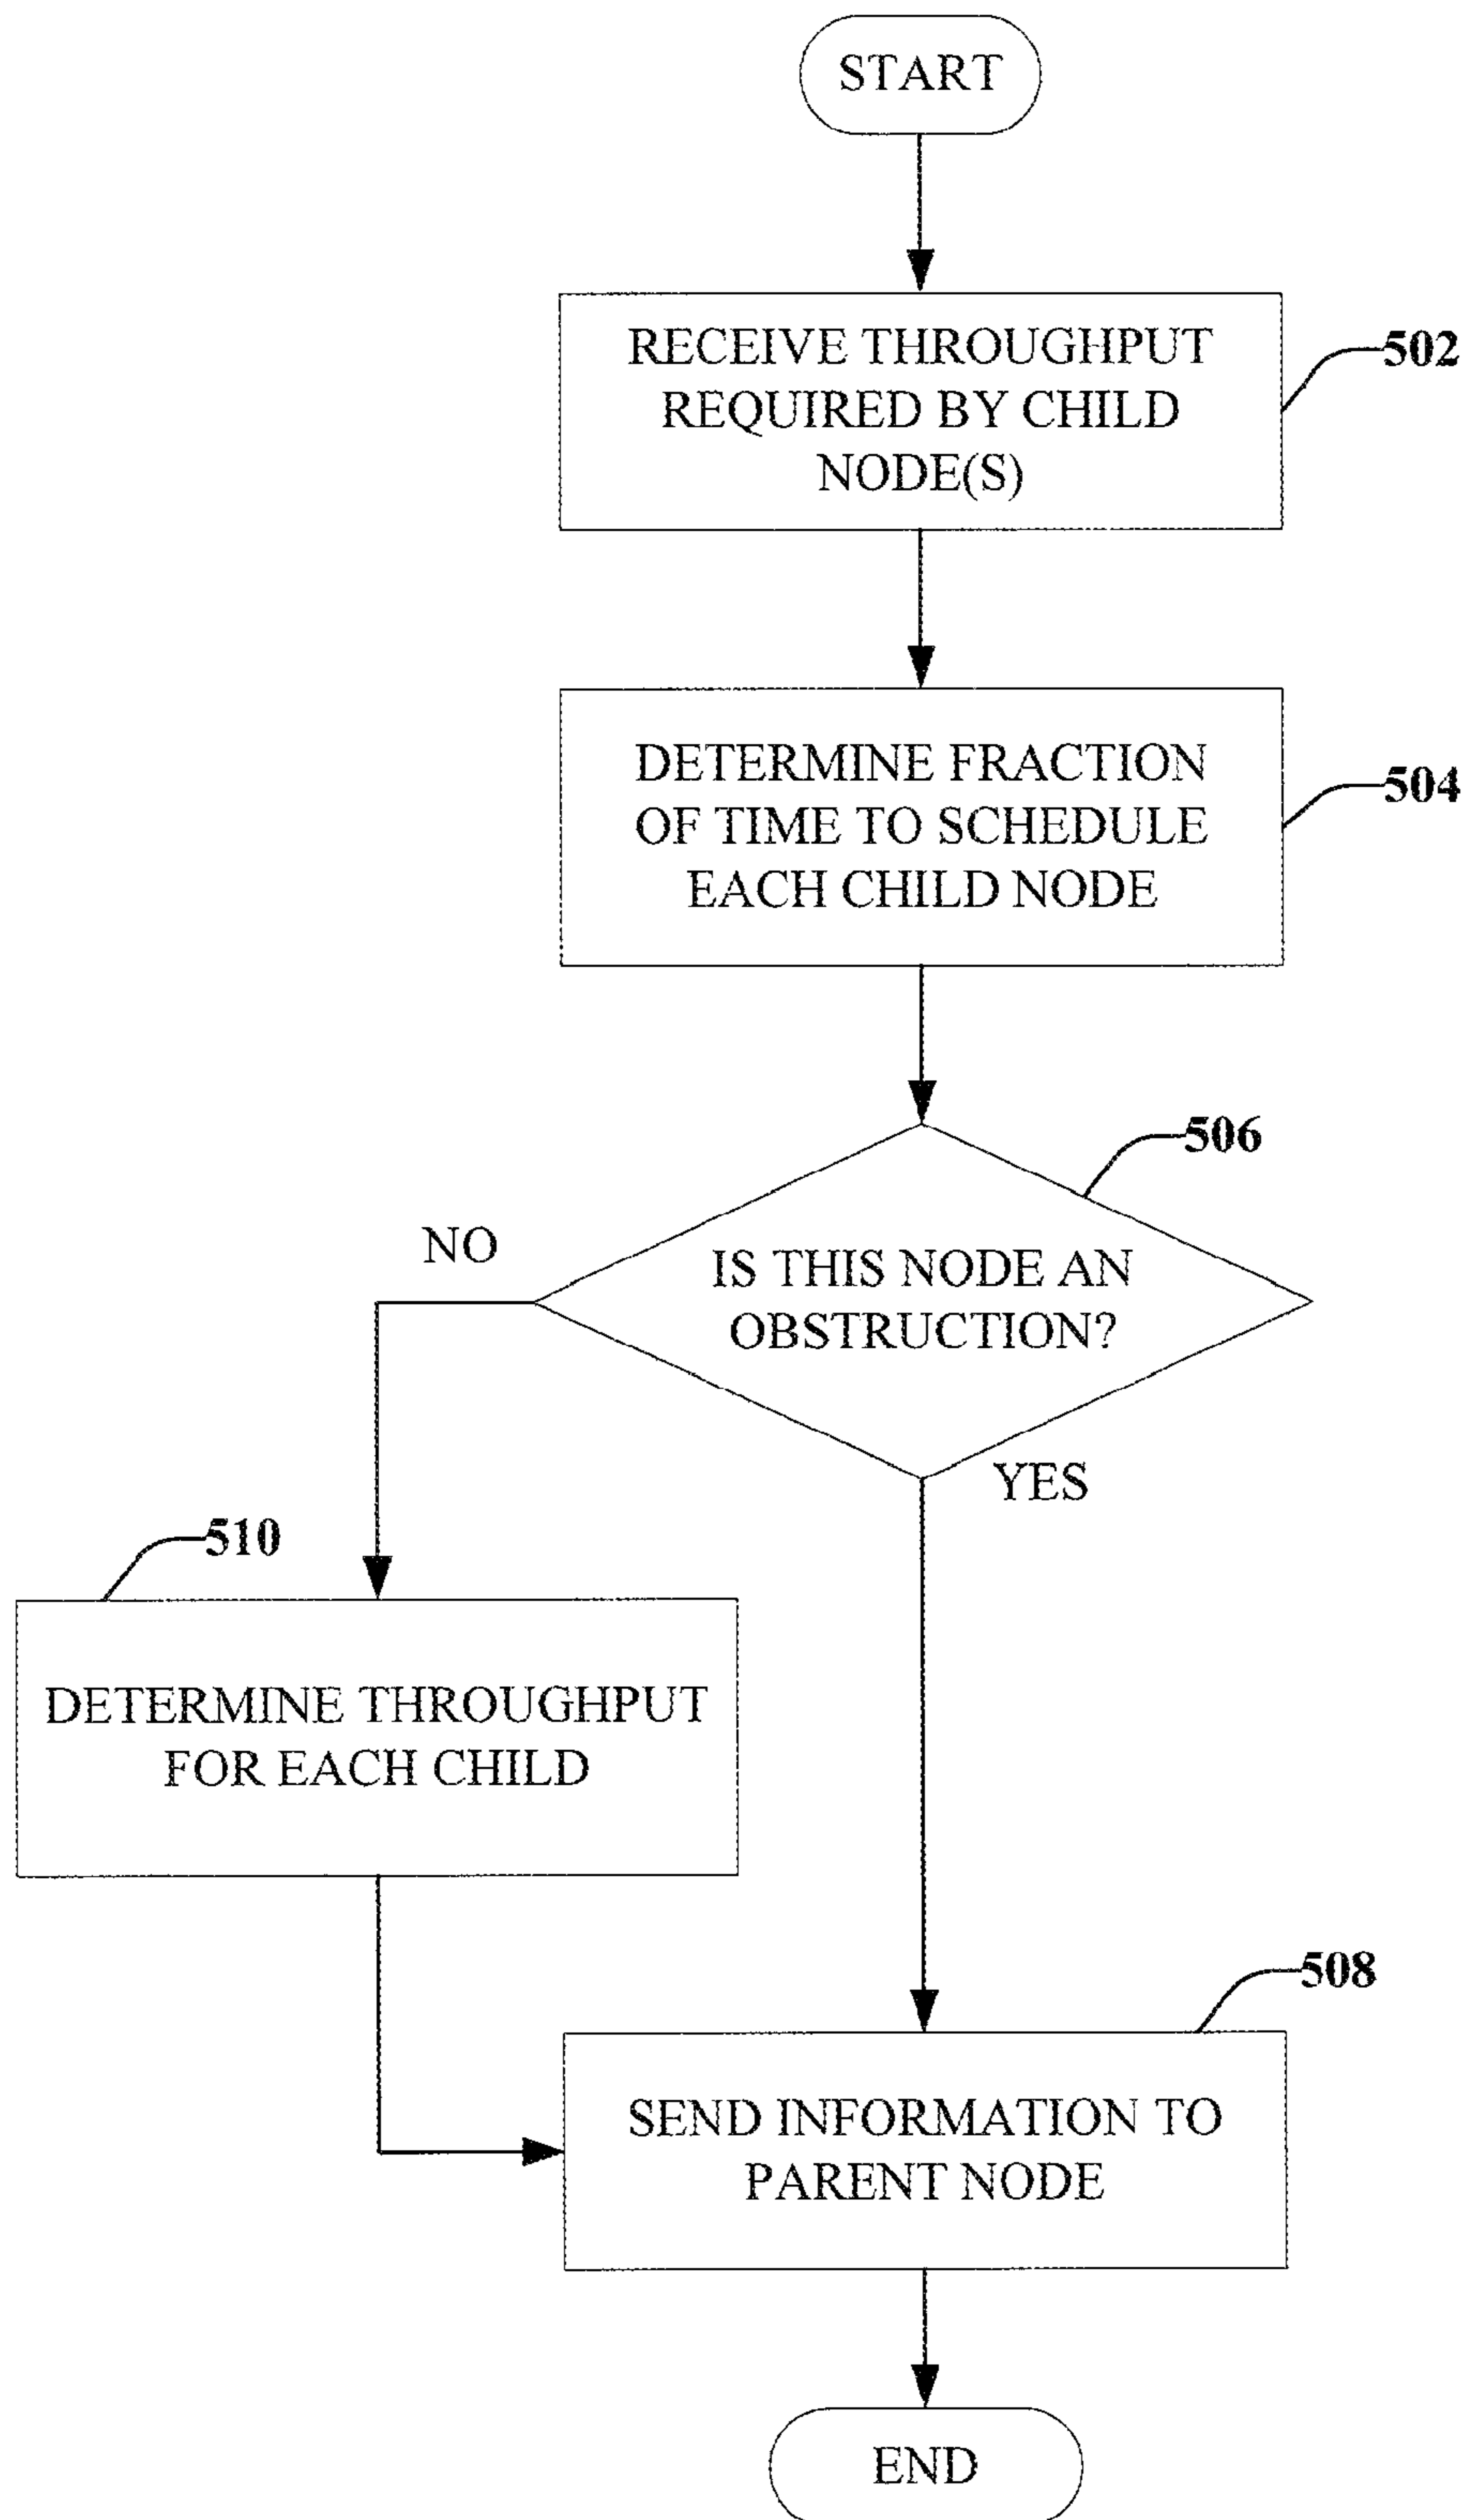 START
RECEIVE THROUGHPUT
REQUIRED BY CHILD
NODE(S)
502
DETERMINE FRACTION
OF TIME TO SCHEDULE
EACH CHILD NODE
504
506
NO
IS THIS NODE AN
OBSTRUCTION?
YES
510
DETERMINE THROUGHPUT
FOR EACH CHILD
508
SEND INFORMATION TO
PARENT NODE
END